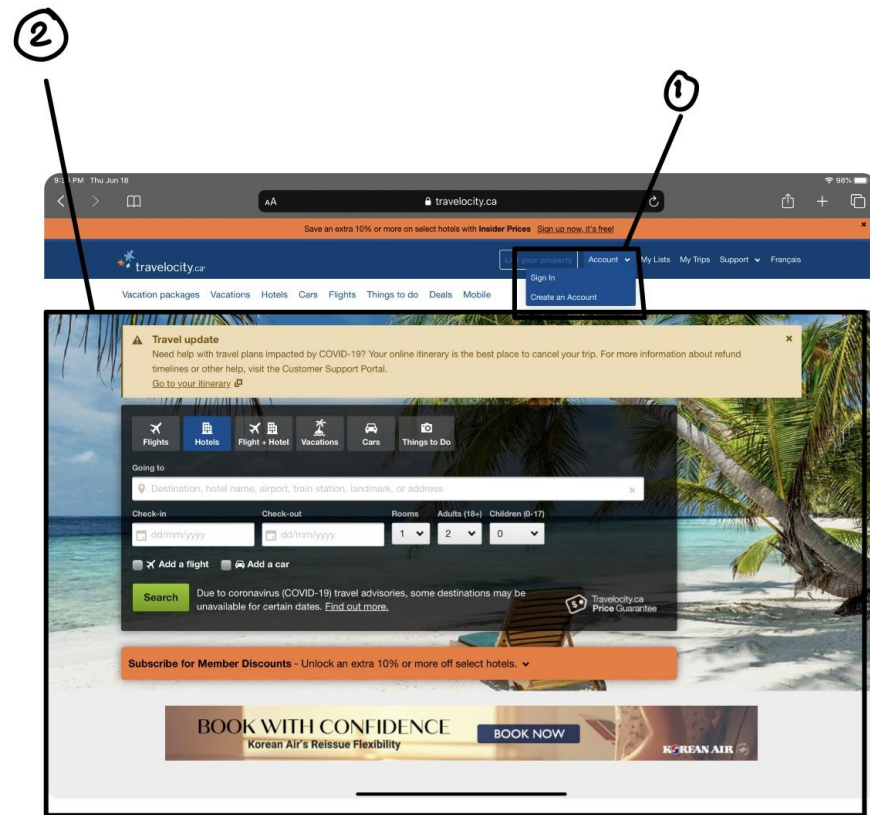 2
1
PM Thu Jun 18
98%
AA travelocity.ca
Save an extra 10% or more on select hotels with Insider Prices Sign up now, it's free!
travelocity.ca
List your property Account My Lists My Trips Support Français
Sign In
Create an Account
Vacation packages Vacations Hotels Cars Flights Things to do Deals Mobile
Travel update
Need help with travel plans impacted by COVID-19? Your online itinerary is the best place to cancel your trip. For more information about refund
timelines or other help, visit the Customer Support Portal.
Go to your itinerary
Flights Hotels Flight + Hotel Vacations Cars Things to Do
Going to
Destination, hotel name, airport, train station, landmark, or address
Check-in Check-out Rooms Adults (18+) Children (0-17)
dd/mm/yyyy dd/mm/yyyy 1 2 0
Add a flight Add a car
Search
Due to coronavirus (COVID-19) travel advisories, some destinations may be
unavailable for certain dates. Find out more.
Travelocity.ca
Price Guarantee
Subscribe for Member Discounts - Unlock an extra 10% or more off select hotels.
BOOK WITH CONFIDENCE
Korean Air's Reissue Flexibility
BOOK NOW
KOREAN AIR